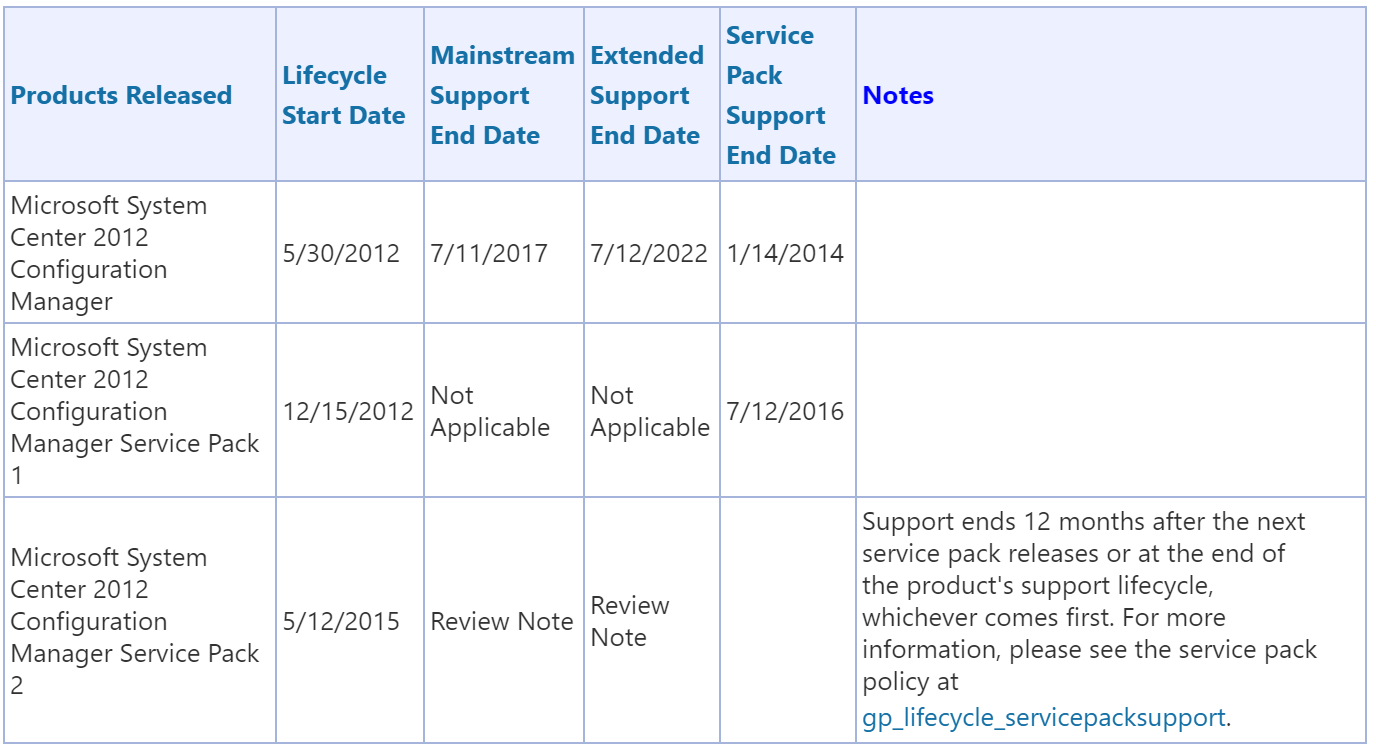 Products Released
Lifecycle
Start Date
Mainstream
Support
End Date
Extended
Support
End Date
Service
Pack
Support
End Date
Notes
Microsoft System
Center 2012
Configuration
Manager
5/30/2012
7/11/2017
7/12/2022
1/14/2014
Microsoft System
Center 2012
Configuration
Manager Service Pack
1
12/15/2012
Not
Applicable
Not
Applicable
7/12/2016
Microsoft System
Center 2012
Configuration
Manager Service Pack
2
5/12/2015
Review Note
Review
Note
Support ends 12 months after the next
service pack releases or at the end of
the product's support lifecycle,
whichever comes first. For more
information, please see the service pack
policy at
gp_lifecycle_servicepacksupport.